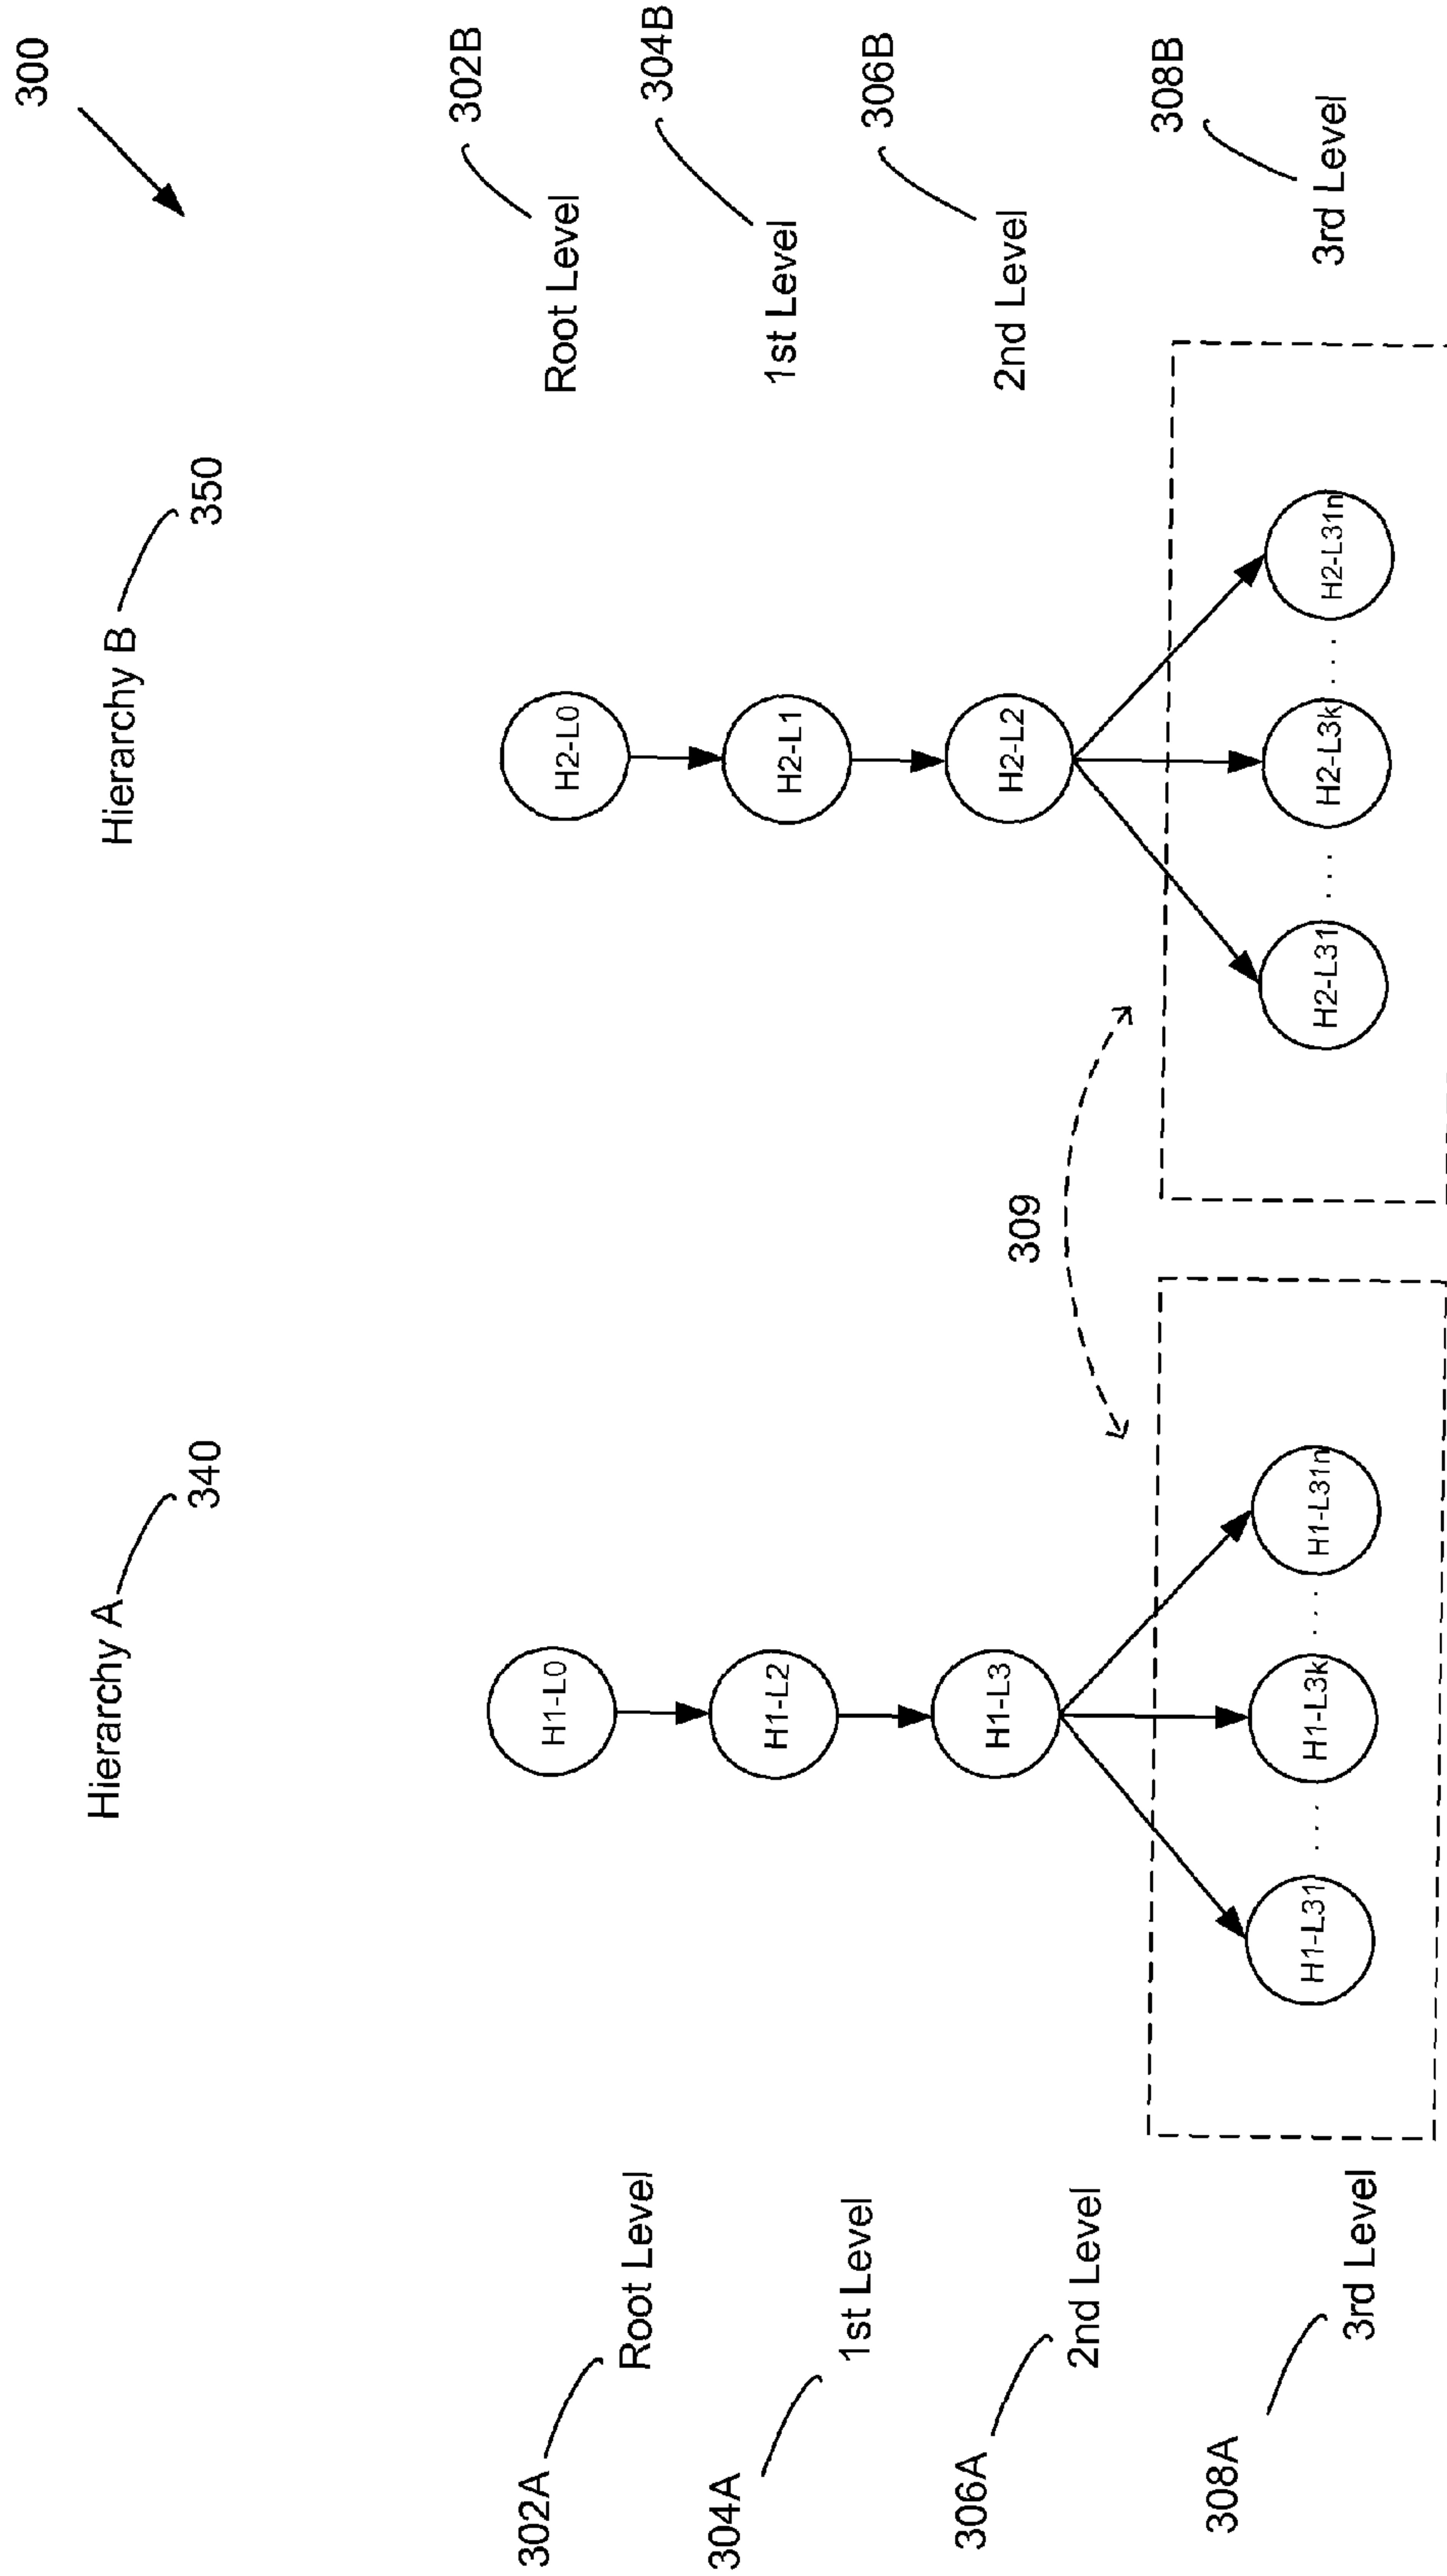 300
Hierarchy A
340
Hierarchy B
350
302A
Root Level
H1-L0
H2-L0
Root Level
302B
304A
1st Level
H1-L2
H2-L1
1st Level
304B
306A
2nd Level
H1-L3
309
H2-L2
2nd Level
306B
308A
3rd Level
H1-L31 . . . H1-L3k . . . H1-L31n
H2-L31 . . . H2-L3k . . . H2-L31n
3rd Level
308B